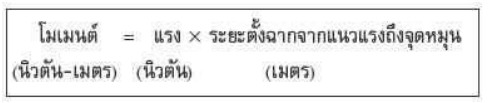 โมเมนต์ = แรง × ระยะตั้งฉากจากแนวแรงถึงจุดหมุน
(นิวตัน-เมตร) (นิวตัน) (เมตร)